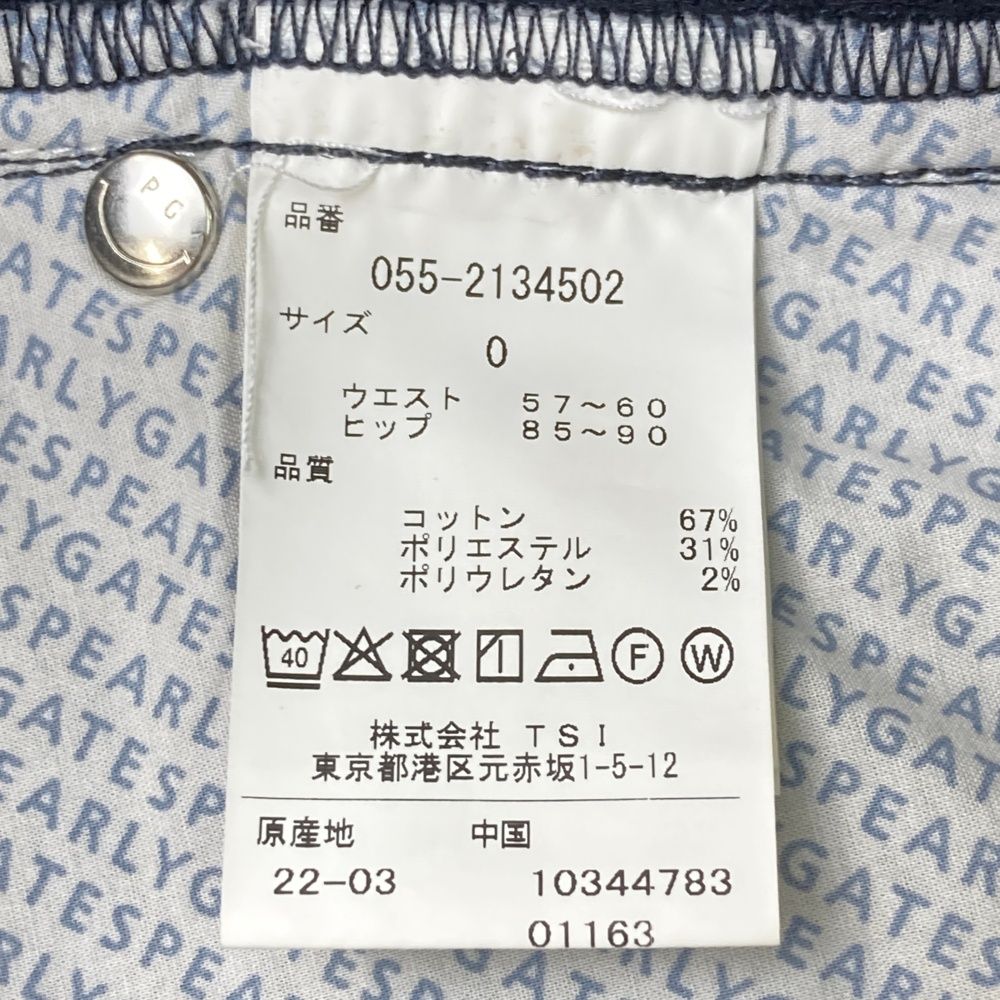 品番
055-2134502
サイズ
0
ウエスト 57～60
ヒップ 85～90
品質
コットン 67%
ポリエステル 31%
ポリウレタン 2%
40 F W
株式会社 TSI
東京都港区元赤坂1-5-12
原産地 中国
22-03 10344783
01163
PG
PEARLYGATES